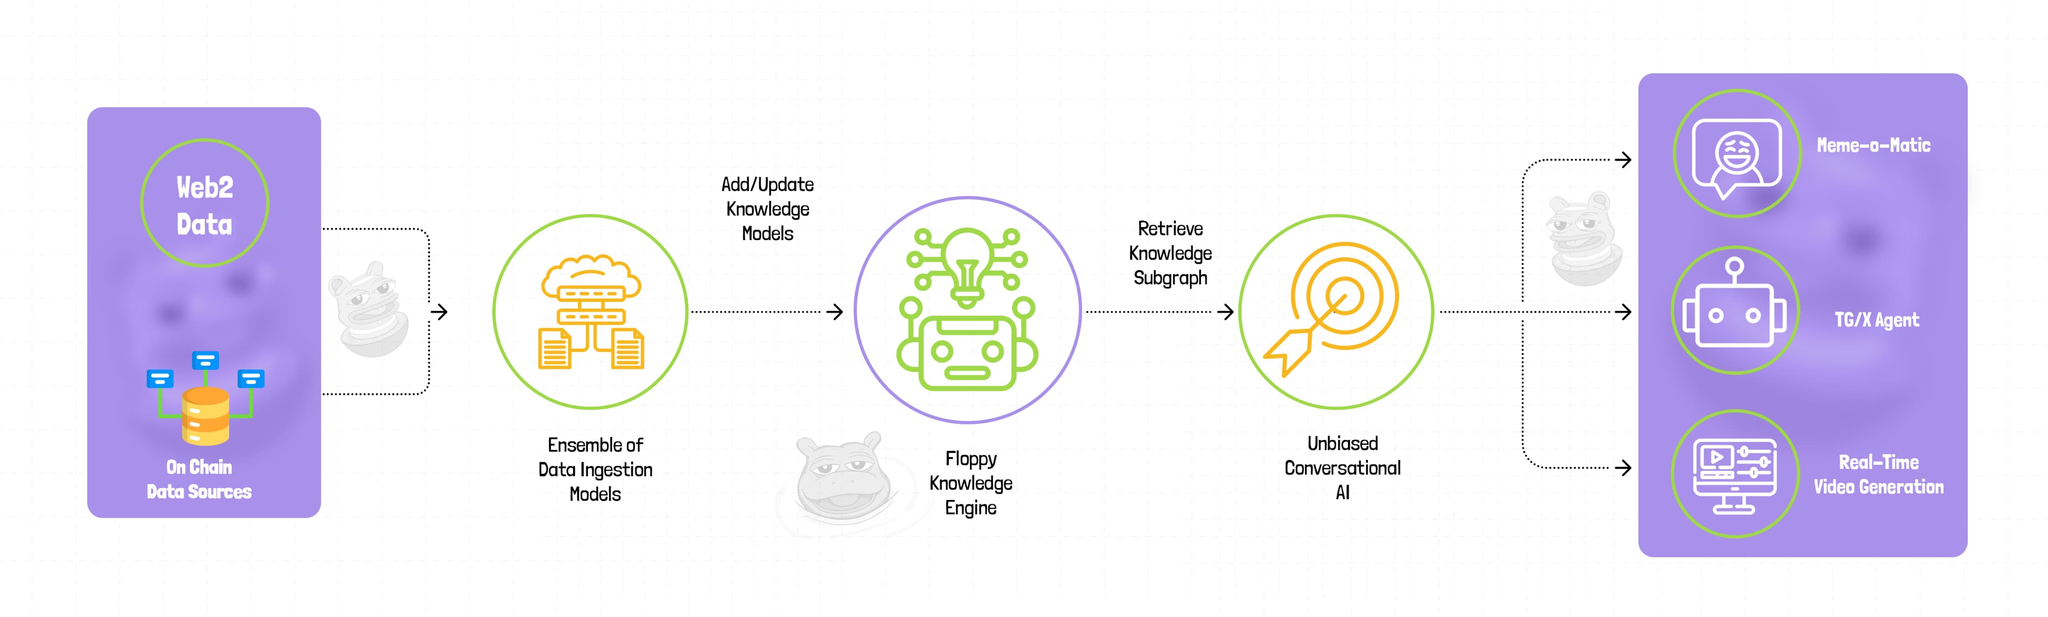 Web2
Data
On Chain
Data Sources
Ensemble of
Data Ingestion
Models
Add/Update
Knowledge
Models
Floppy
Knowledge
Engine
Retrieve
Knowledge
Subgraph
Unbiased
Conversational
AI
Meme-o-Matic
TG/X Agent
Real-Time
Video Generation